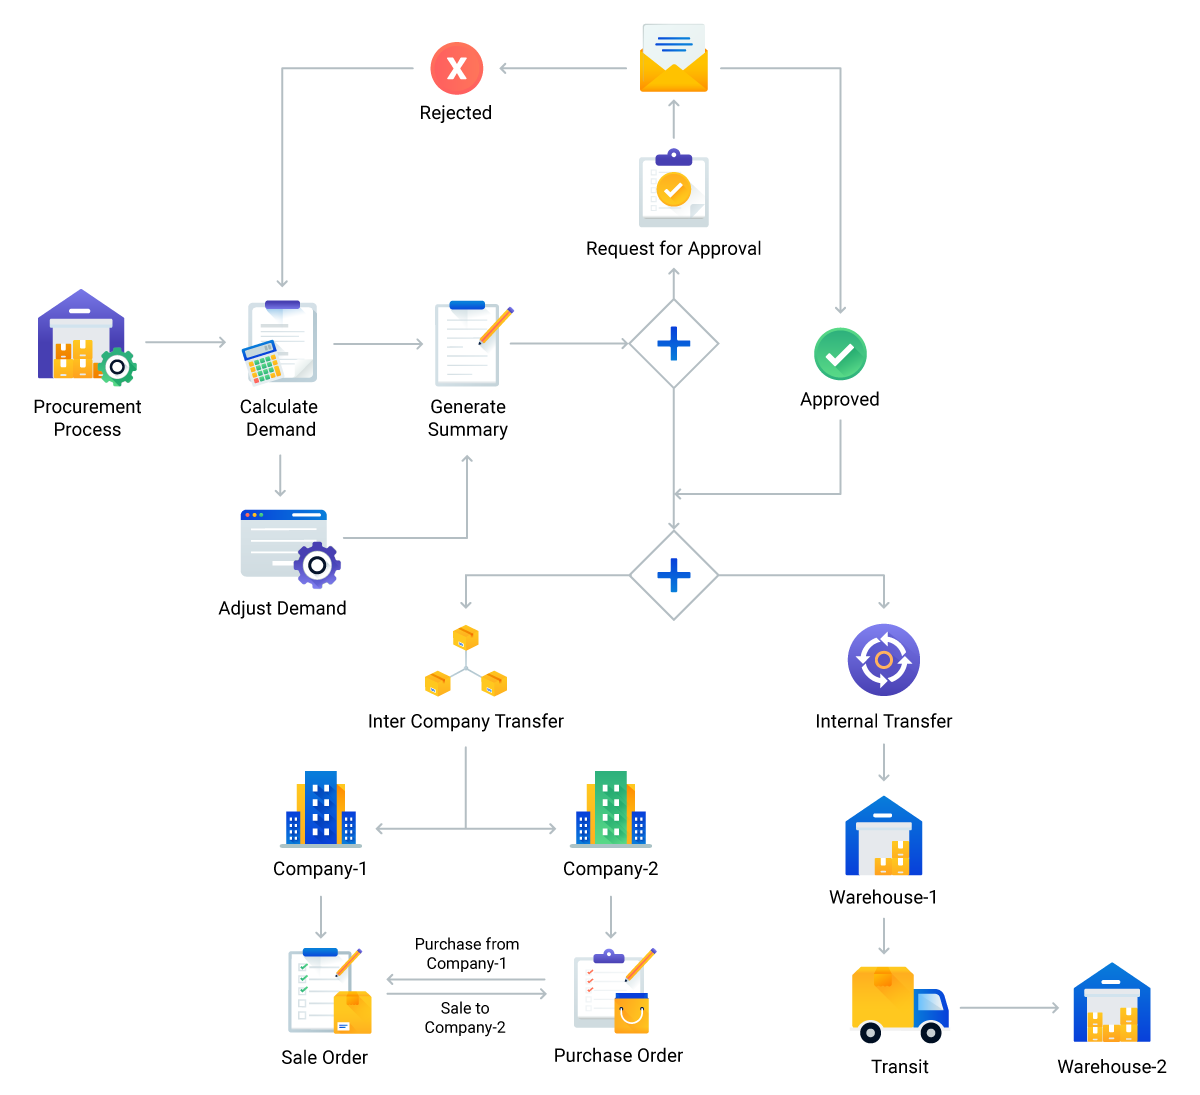 Rejected
Request for Approval
Procurement
Process
Calculate
Demand
Generate
Summary
Approved
Adjust Demand
Inter Company Transfer
Internal Transfer
Company-1
Company-2
Warehouse-1
Purchase from
Company-1
Sale to
Company-2
Sale Order
Purchase Order
Transit
Warehouse-2